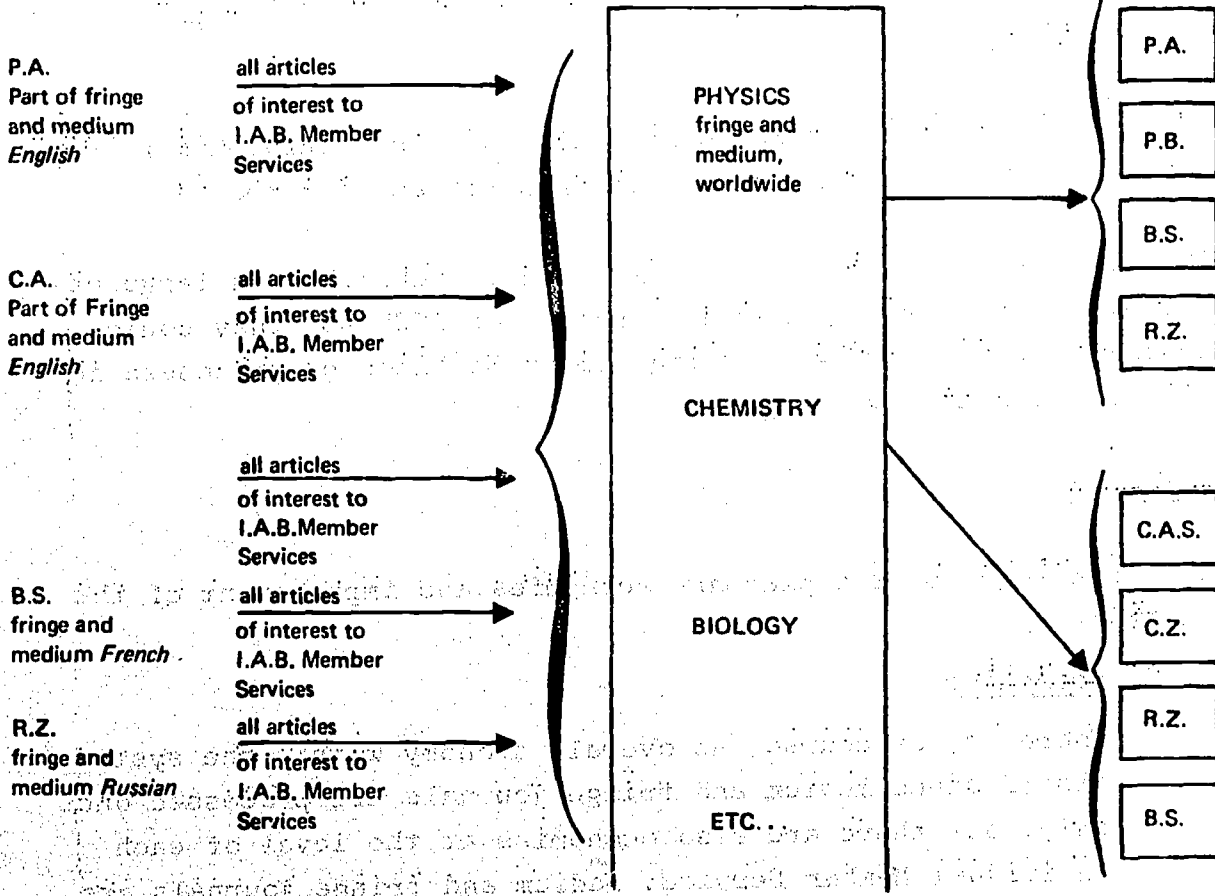 P.A.
Part of fringe
and medium
English
all articles
of interest to
I.A.B. Member
Services
C.A.
Part of Fringe
and medium
English
all articles
of interest to
I.A.B. Member
Services
all articles
of interest to
I.A.B.Member
Services
B.S.
fringe and
medium French
all articles
of interest to
I.A.B. Member
Services
R.Z.
fringe and
medium Russian
all articles
of interest to
I.A.B. Member
Services
PHYSICS
fringe and
medium,
worldwide
CHEMISTRY
BIOLOGY
ETC. .
P.A.
P.B.
B.S.
R.Z.
C.A.S.
C.Z.
R.Z.
B.S.